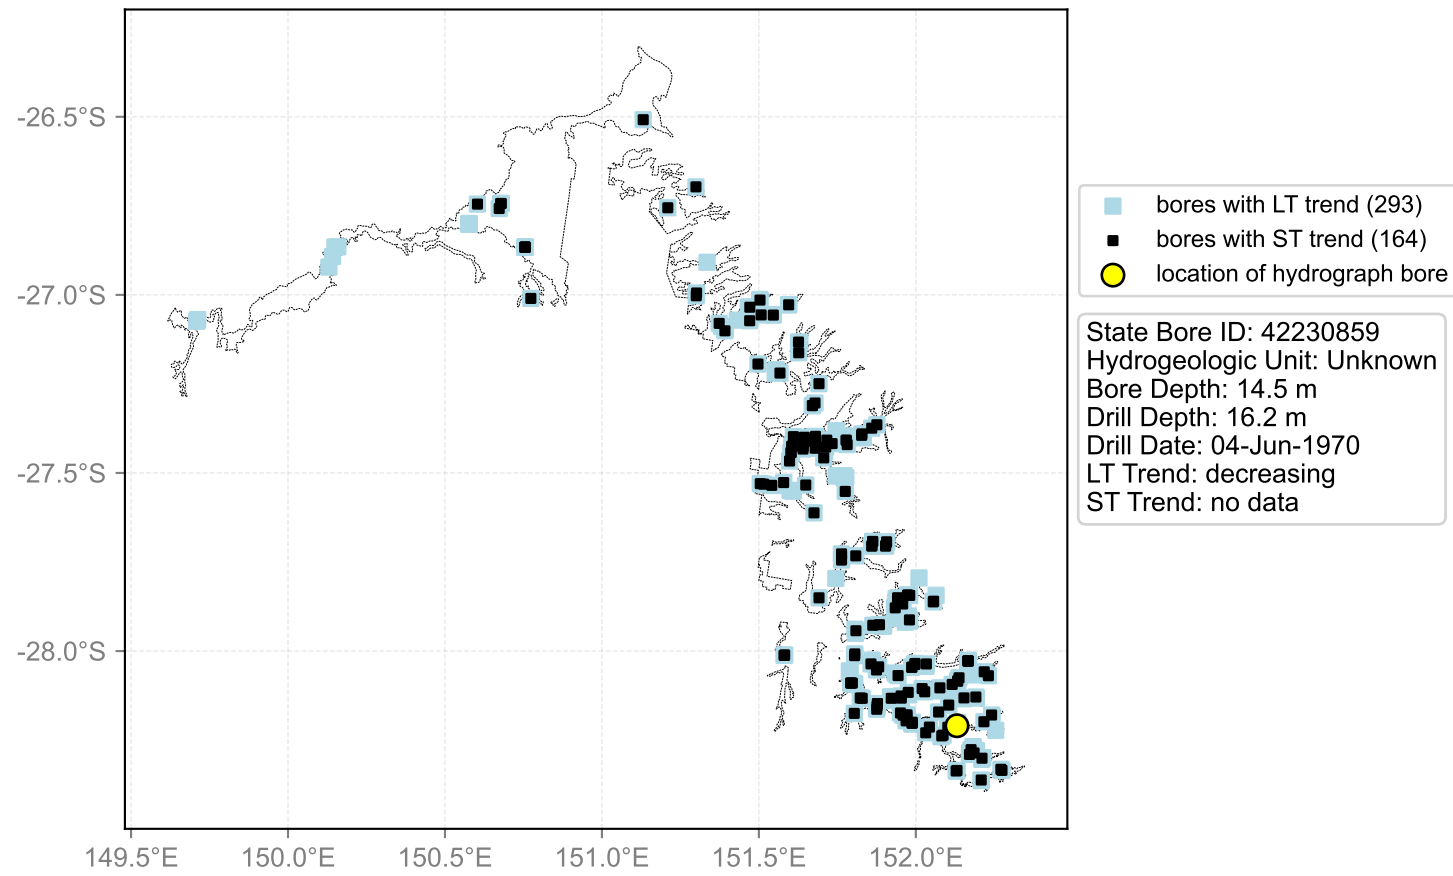 -26.5°S
-27.0°S
-27.5°S
-28.0°S
149.5°E
150.0°E
150.5°E
151.0°E
151.5°E
152.0°E
bores with LT trend (293)
bores with ST trend (164)
location of hydrograph bore
State Bore ID: 42230859
Hydrogeologic Unit: Unknown
Bore Depth: 14.5 m
Drill Depth: 16.2 m
Drill Date: 04-Jun-1970
LT Trend: decreasing
ST Trend: no data